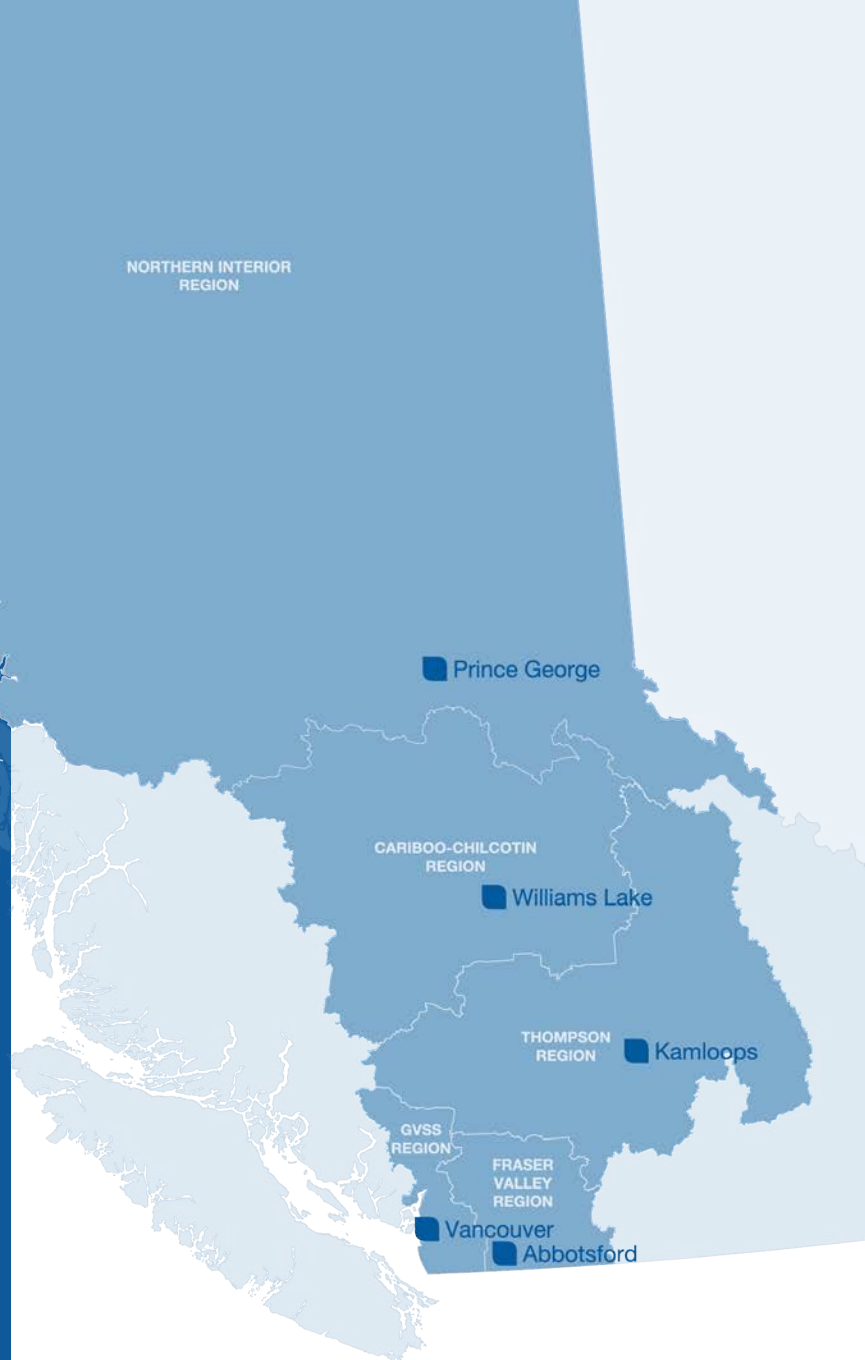 NORTHERN INTERIOR
REGION
Prince George
CARIBOO-CHILCOTIN
REGION
Williams Lake
THOMPSON
REGION
Kamloops
GVSS
REGION
FRASER
VALLEY
REGION
Vancouver
Abbotsford